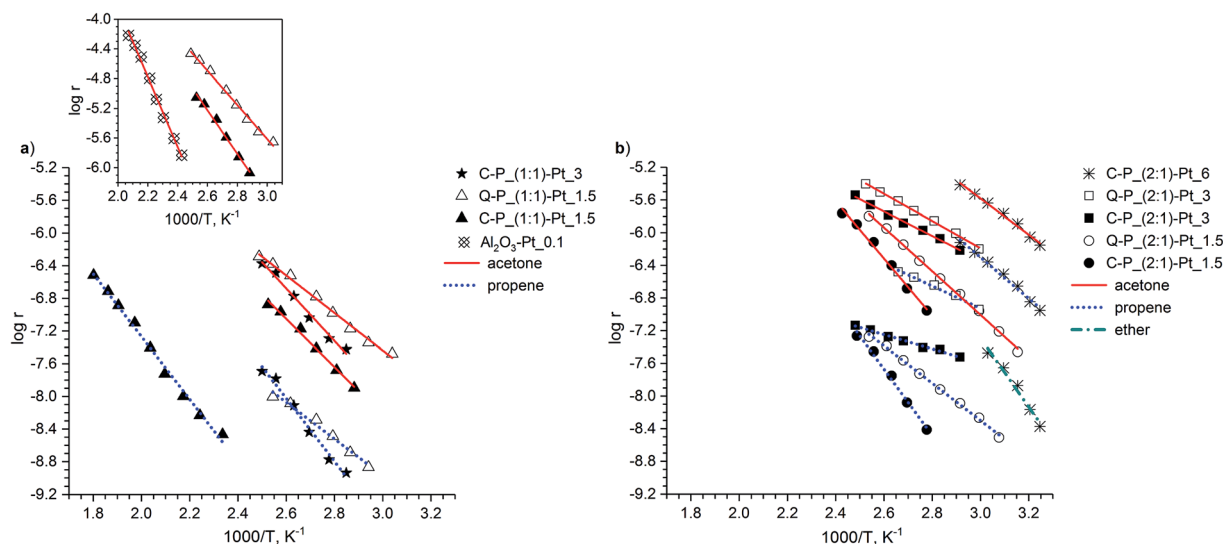 -4.0
-4.4
-4.8
-5.2
-5.6
-6.0
log r
2.0 2.2 2.4 2.6 2.8 3.0
1000/T, K-1
a)
C-P_(1:1)-Pt_3
Q-P_(1:1)-Pt_1.5
C-P_(1:1)-Pt_1.5
Al2O3-Pt_0.1
acetone
propene
-6.4
-6.8
-7.2
-7.6
-8.0
-8.4
-8.8
-9.2
log r
1.8 2.0 2.2 2.4 2.6 2.8 3.0 3.2
1000/T, K-1
b)
-5.2
-5.6
-6.0
-6.4
-6.8
-7.2
-7.6
-8.0
-8.4
-8.8
-9.2
log r
1.8 2.0 2.2 2.4 2.6 2.8 3.0 3.2
1000/T, K-1
C-P_(2:1)-Pt_6
Q-P_(2:1)-Pt_3
C-P_(2:1)-Pt_3
Q-P_(2:1)-Pt_1.5
C-P_(2:1)-Pt_1.5
acetone
propene
ether